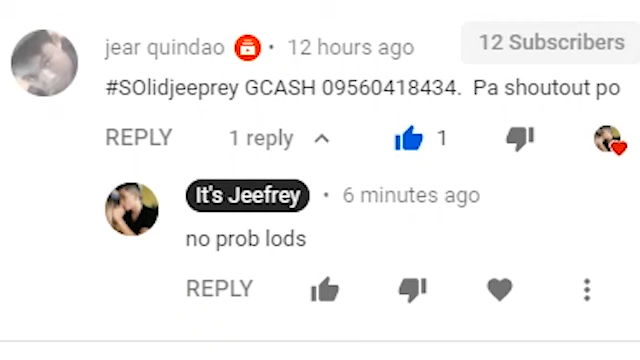 jear quindao • 12 hours ago 12 Subscribers
#SOlidjeeprey GCASH 09560418434. Pa shoutout po
REPLY 1 reply 1
It's Jeefrey • 6 minutes ago
no prob lods
REPLY